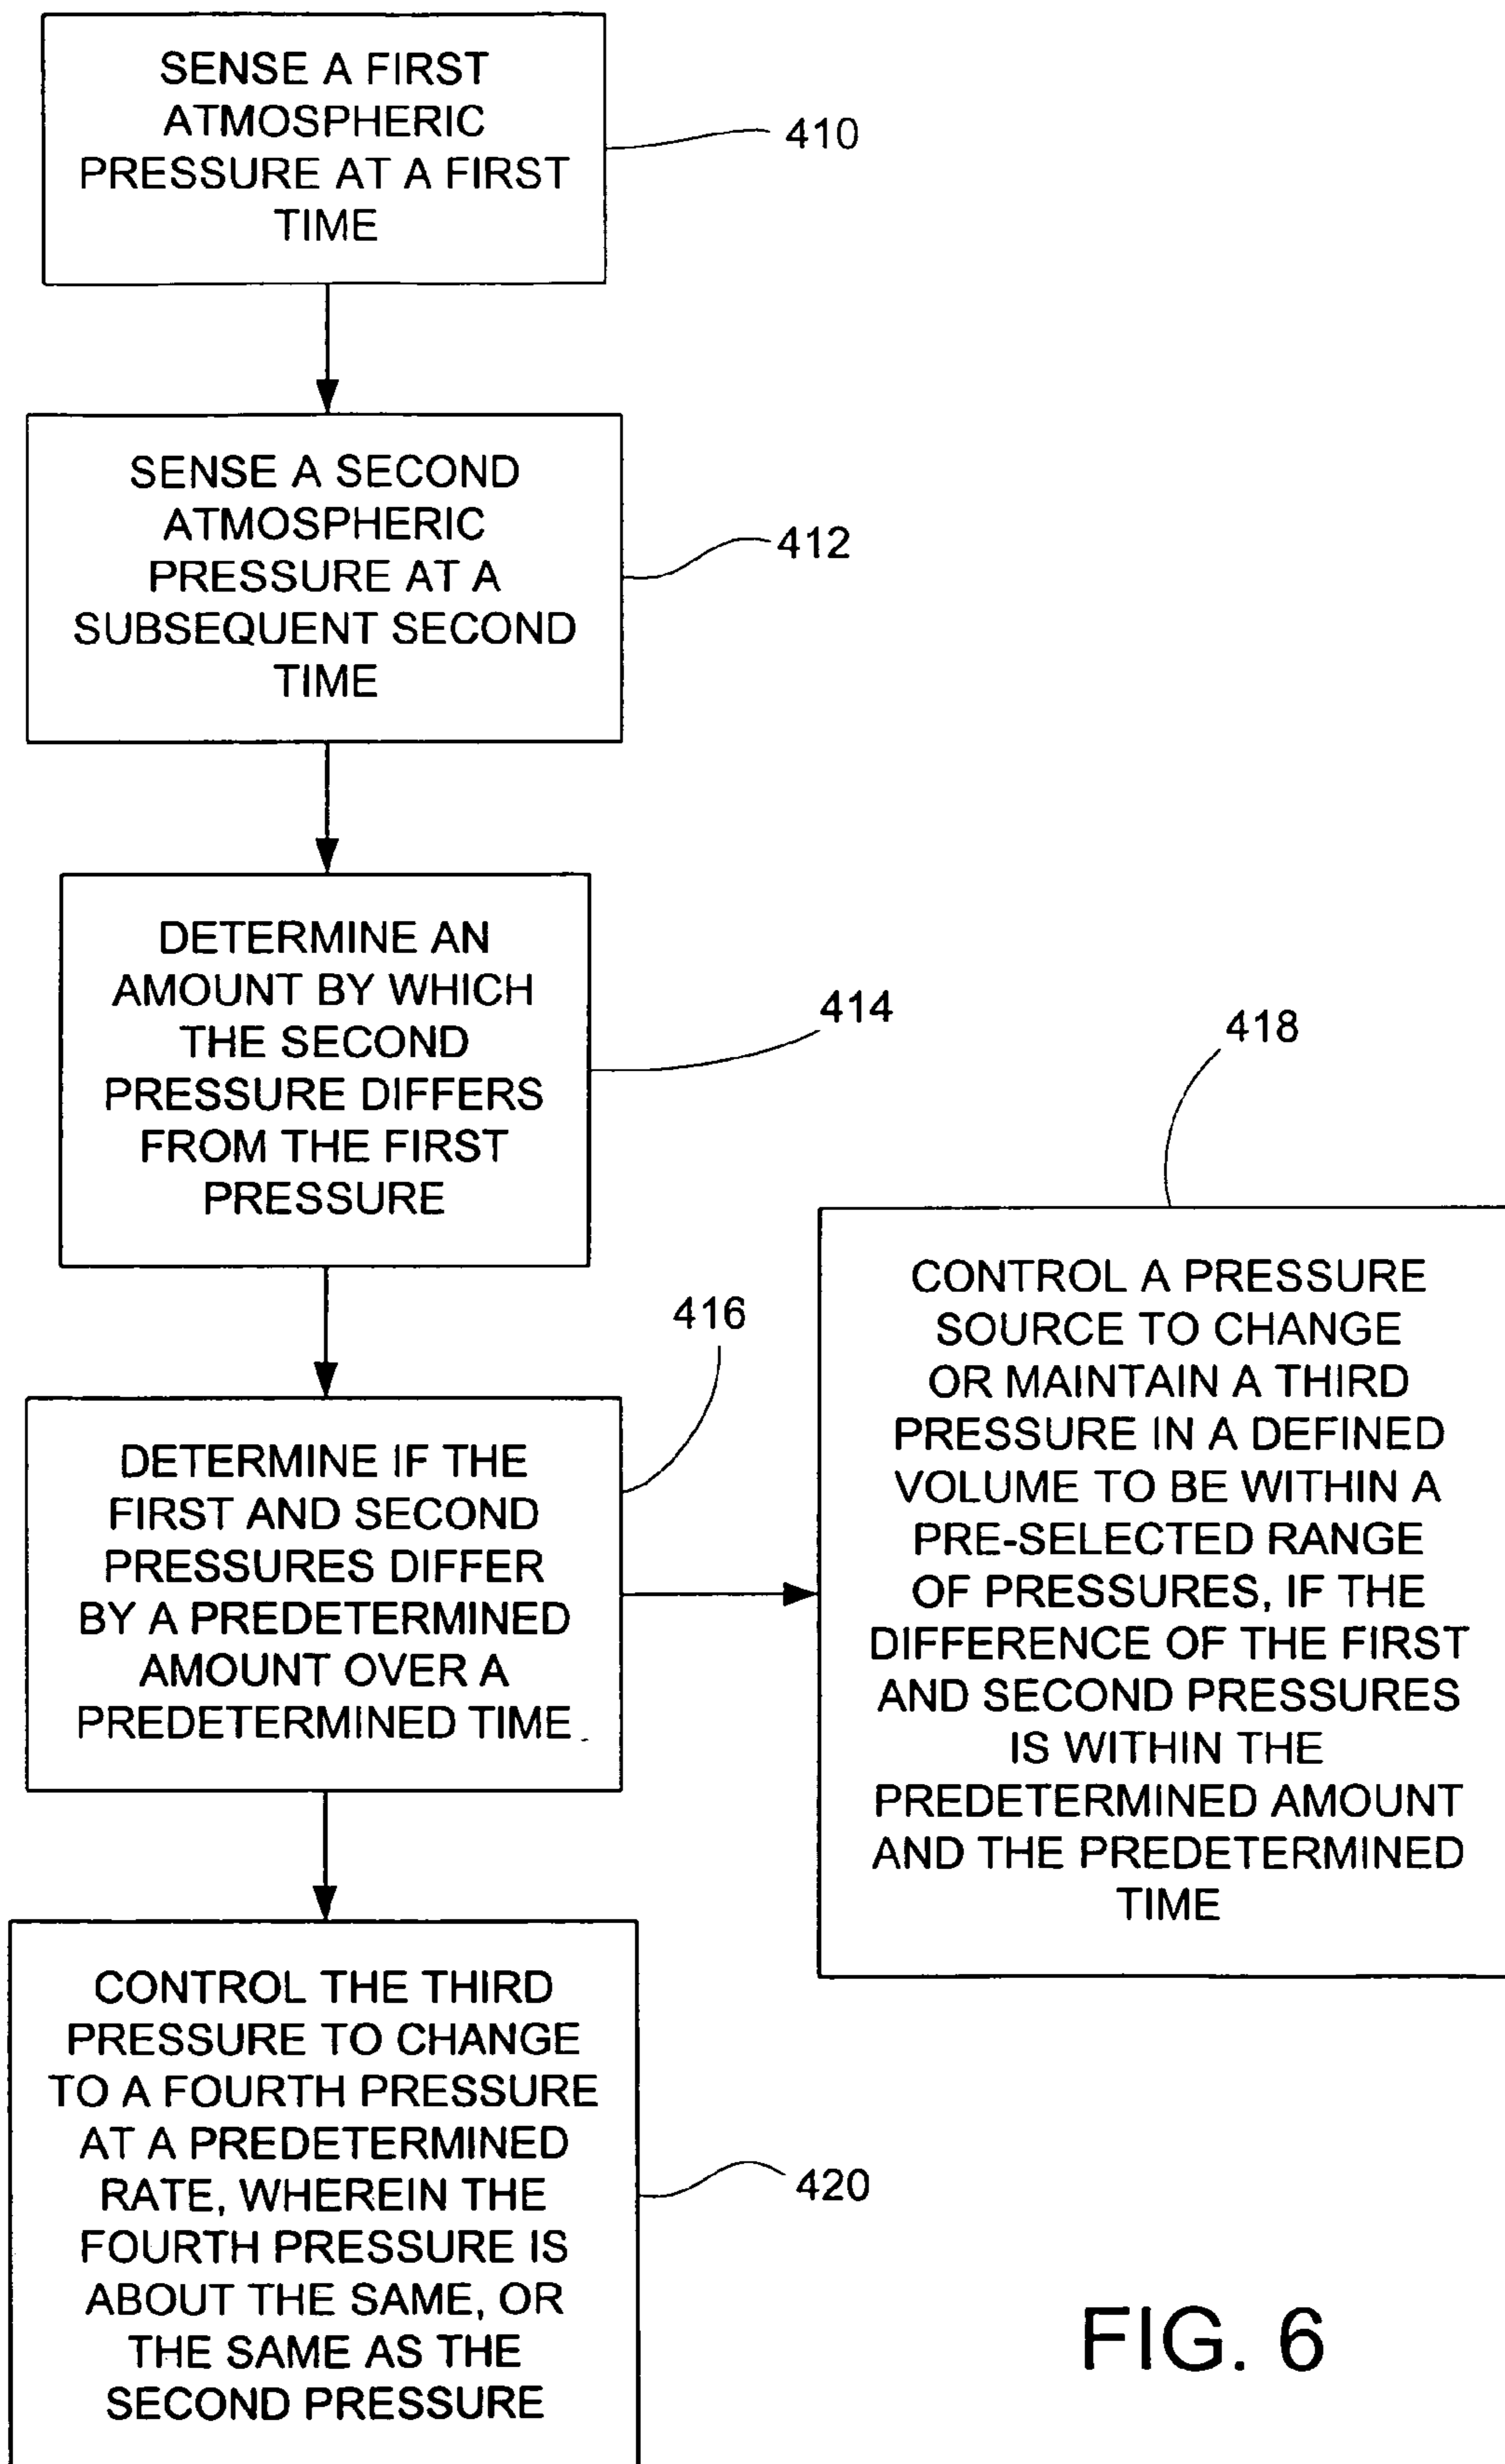 SENSE A FIRST
ATMOSPHERIC
PRESSURE AT A FIRST
TIME
410
SENSE A SECOND
ATMOSPHERIC
PRESSURE AT A
SUBSEQUENT SECOND
TIME
412
DETERMINE AN
AMOUNT BY WHICH
THE SECOND
PRESSURE DIFFERS
FROM THE FIRST
PRESSURE
414
DETERMINE IF THE
FIRST AND SECOND
PRESSURES DIFFER
BY A PREDETERMINED
AMOUNT OVER A
PREDETERMINED TIME
416
418
CONTROL A PRESSURE
SOURCE TO CHANGE
OR MAINTAIN A THIRD
PRESSURE IN A DEFINED
VOLUME TO BE WITHIN A
PRE-SELECTED RANGE
OF PRESSURES, IF THE
DIFFERENCE OF THE FIRST
AND SECOND PRESSURES
IS WITHIN THE
PREDETERMINED AMOUNT
AND THE PREDETERMINED
TIME
CONTROL THE THIRD
PRESSURE TO CHANGE
TO A FOURTH PRESSURE
AT A PREDETERMINED
RATE, WHEREIN THE
FOURTH PRESSURE IS
ABOUT THE SAME, OR
THE SAME AS THE
SECOND PRESSURE
420
FIG. 6